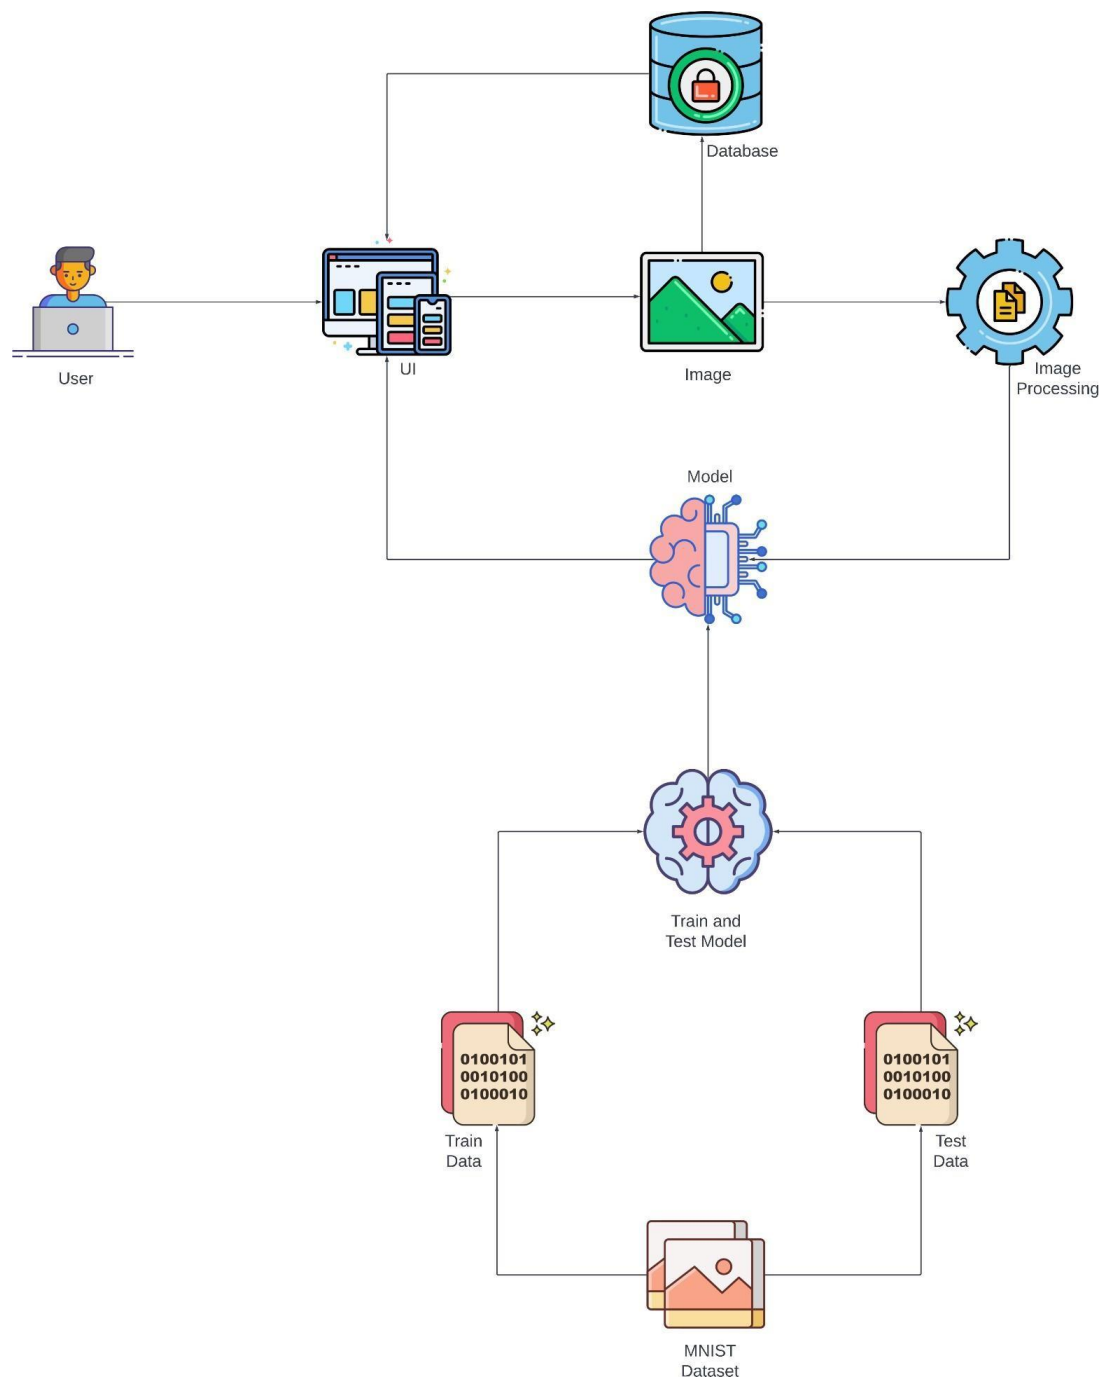 Database
User
UI
Image
Image
Processing
Model
Train and
Test Model
0100101
0010100
0100010
0100101
0010100
0100010
Train
Data
Test
Data
MNIST
Dataset